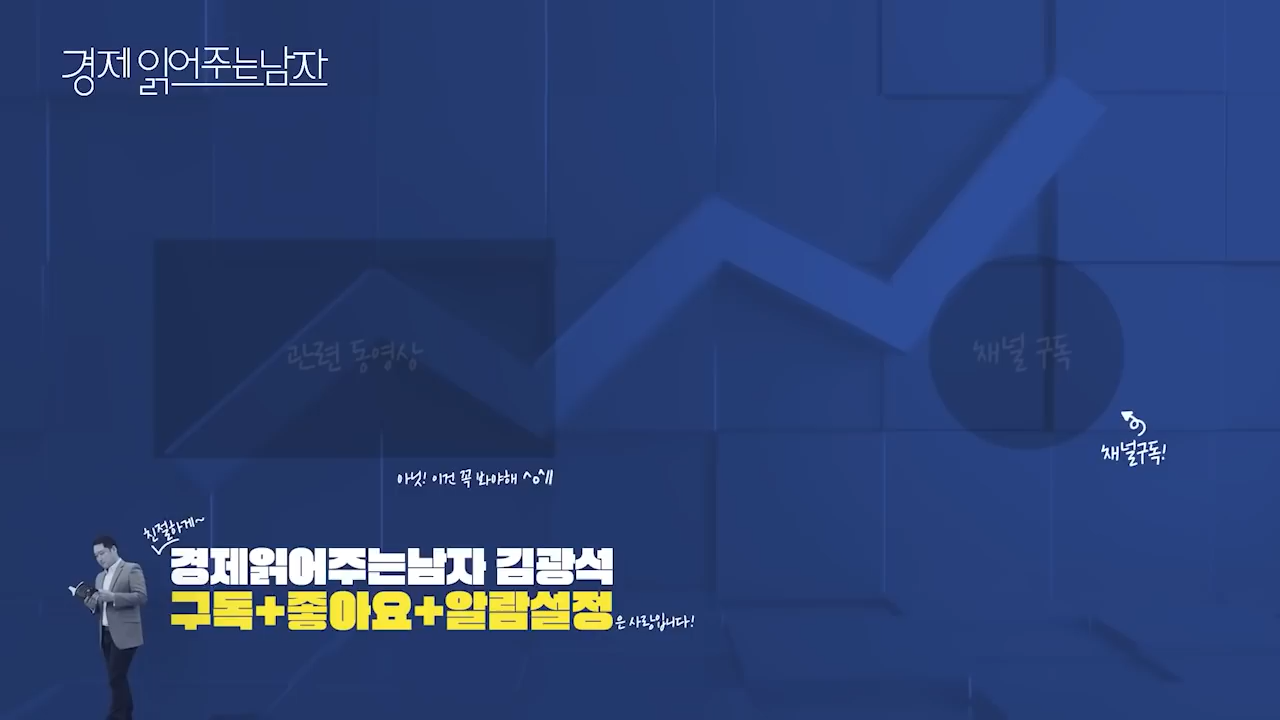 경제 읽어주는남자
관련 동영상
채널 구독
채널구독!
아넛! 이건 꼭 봐야해 ^o^//
친절하게~
경제읽어주는남자 김광석
구독+좋아요+알람설정은 사랑입니다!